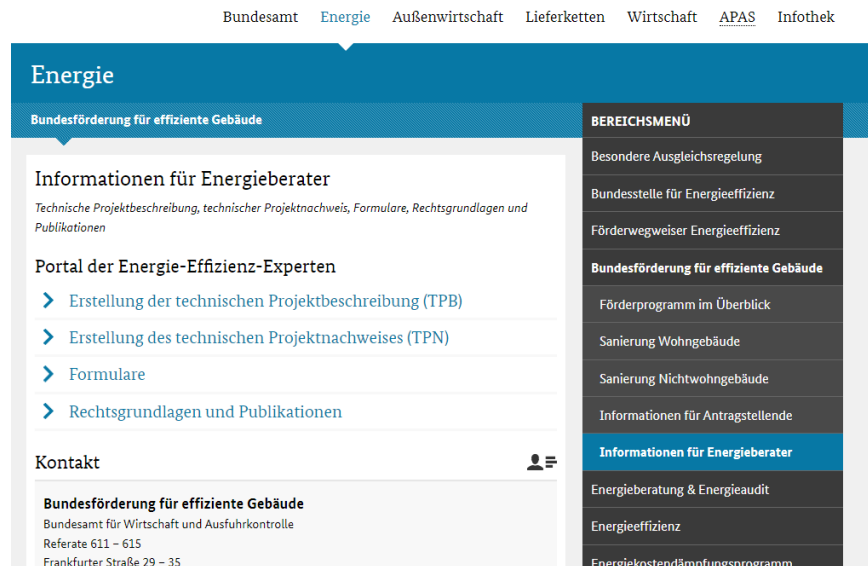 Bundesamt Energie Außenwirtschaft Lieferketten Wirtschaft APAS Infothek
Energie
Bundesförderung für effiziente Gebäude
Informationen für Energieberater
Technische Projektbeschreibung, technischer Projektnachweis, Formulare, Rechtsgrundlagen und
Publikationen
Portal der Energie-Effizienz-Experten
Erstellung der technischen Projektbeschreibung (TPB)
Erstellung des technischen Projektnachweises (TPN)
Formulare
Rechtsgrundlagen und Publikationen
Kontakt
Bundesförderung für effiziente Gebäude
Bundesamt für Wirtschaft und Ausfuhrkontrolle
Referate 611 – 615
Frankfurter Straße 29 – 35
BEREICHSMENÜ
Besondere Ausgleichsregelung
Bundesstelle für Energieeffizienz
Förderwegweiser Energieeffizienz
Bundesförderung für effiziente Gebäude
Förderprogramm im Überblick
Sanierung Wohngebäude
Sanierung Nichtwohngebäude
Informationen für Antragstellende
Informationen für Energieberater
Energieberatung & Energieaudit
Energieeffizienz
Energiekostendämpfungsprogramm